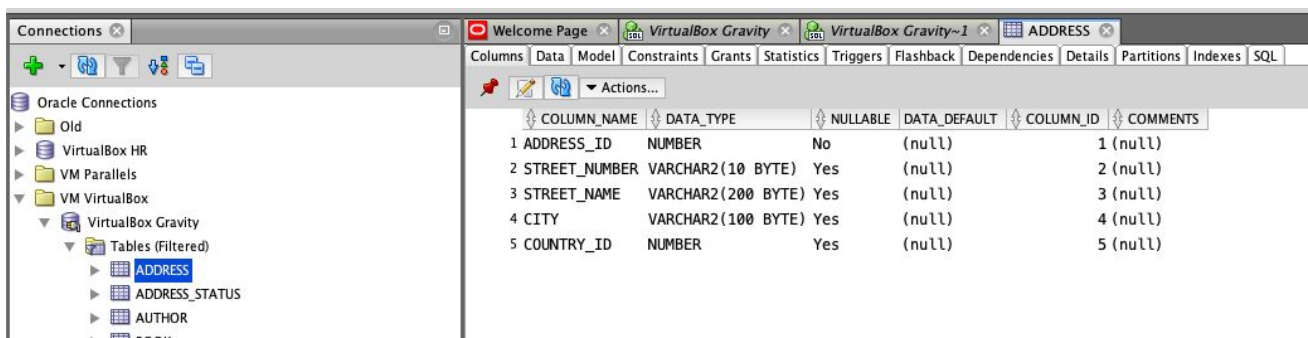 Connections
Oracle Connections
Old
VirtualBox HR
VM Parallels
VM VirtualBox
VirtualBox Gravity
Tables (Filtered)
ADDRESS
ADDRESS_STATUS
AUTHOR
Welcome Page VirtualBox Gravity VirtualBox Gravity~1 ADDRESS
Columns Data Model Constraints Grants Statistics Triggers Flashback Dependencies Details Partitions Indexes SQL
Actions...
COLUMN_NAME DATA_TYPE NULLABLE DATA_DEFAULT COLUMN_ID COMMENTS
1 ADDRESS_ID NUMBER No (null) 1 (null)
2 STREET_NUMBER VARCHAR2(10 BYTE) Yes (null) 2 (null)
3 STREET_NAME VARCHAR2(200 BYTE) Yes (null) 3 (null)
4 CITY VARCHAR2(100 BYTE) Yes (null) 4 (null)
5 COUNTRY_ID NUMBER Yes (null) 5 (null)